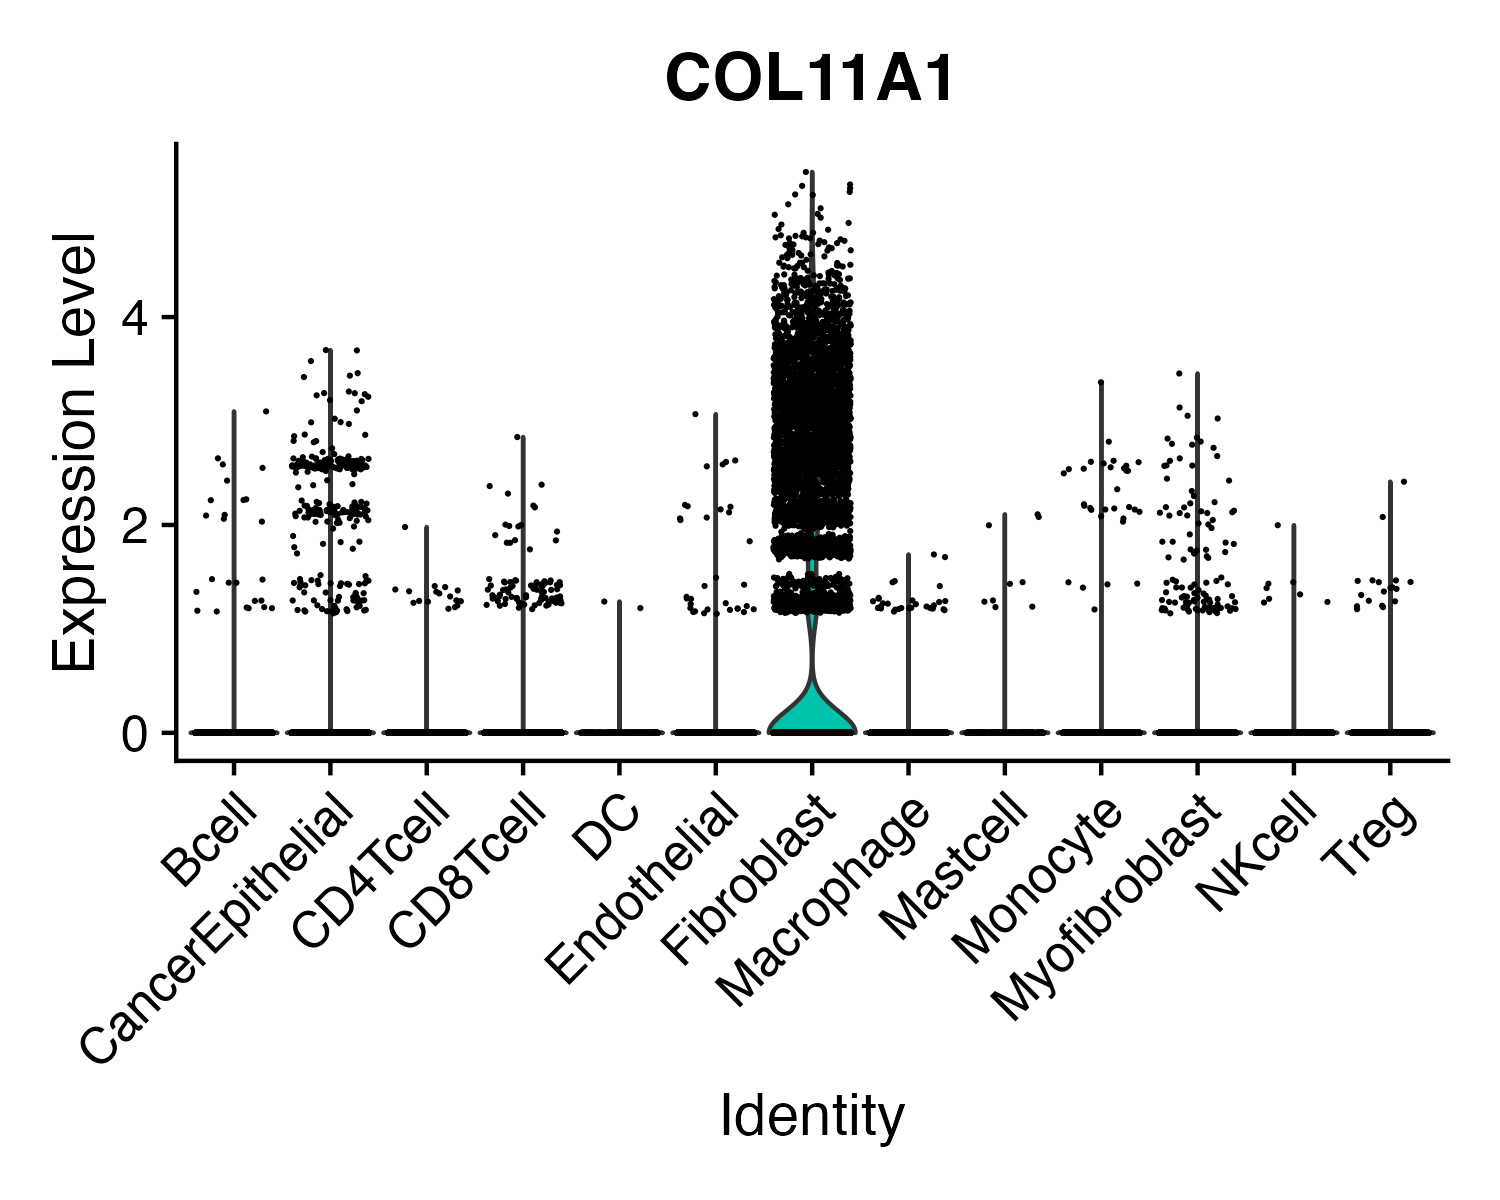 COL11A1
Expression Level
4
2
0
Bcell
CancerEpithelial
CD4Tcell
CD8Tcell
DC
Endothelial
Fibroblast
Macrophage
Mastcell
Monocyte
Myofibroblast
NKcell
Treg
Identity